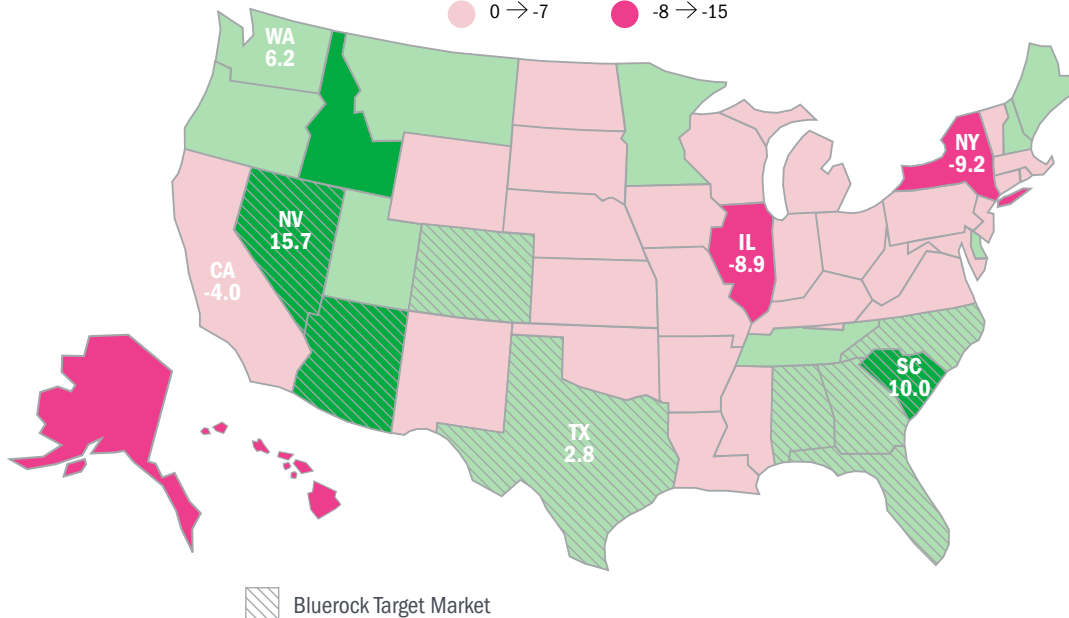 0 → -7
-8 → -15
WA
6.2
NY
-9.2
NV
15.7
IL
-8.9
CA
-4.0
SC
10.0
TX
2.8
Bluerock Target Market